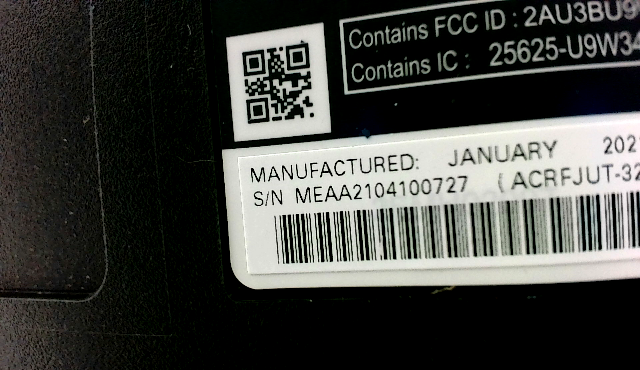 Contains FCC ID : 2AU3BU9
Contains IC : 25625-U9W34
MANUFACTURED: JANUARY 202
S/N MEAA2104100727 ( ACRFJUT-32